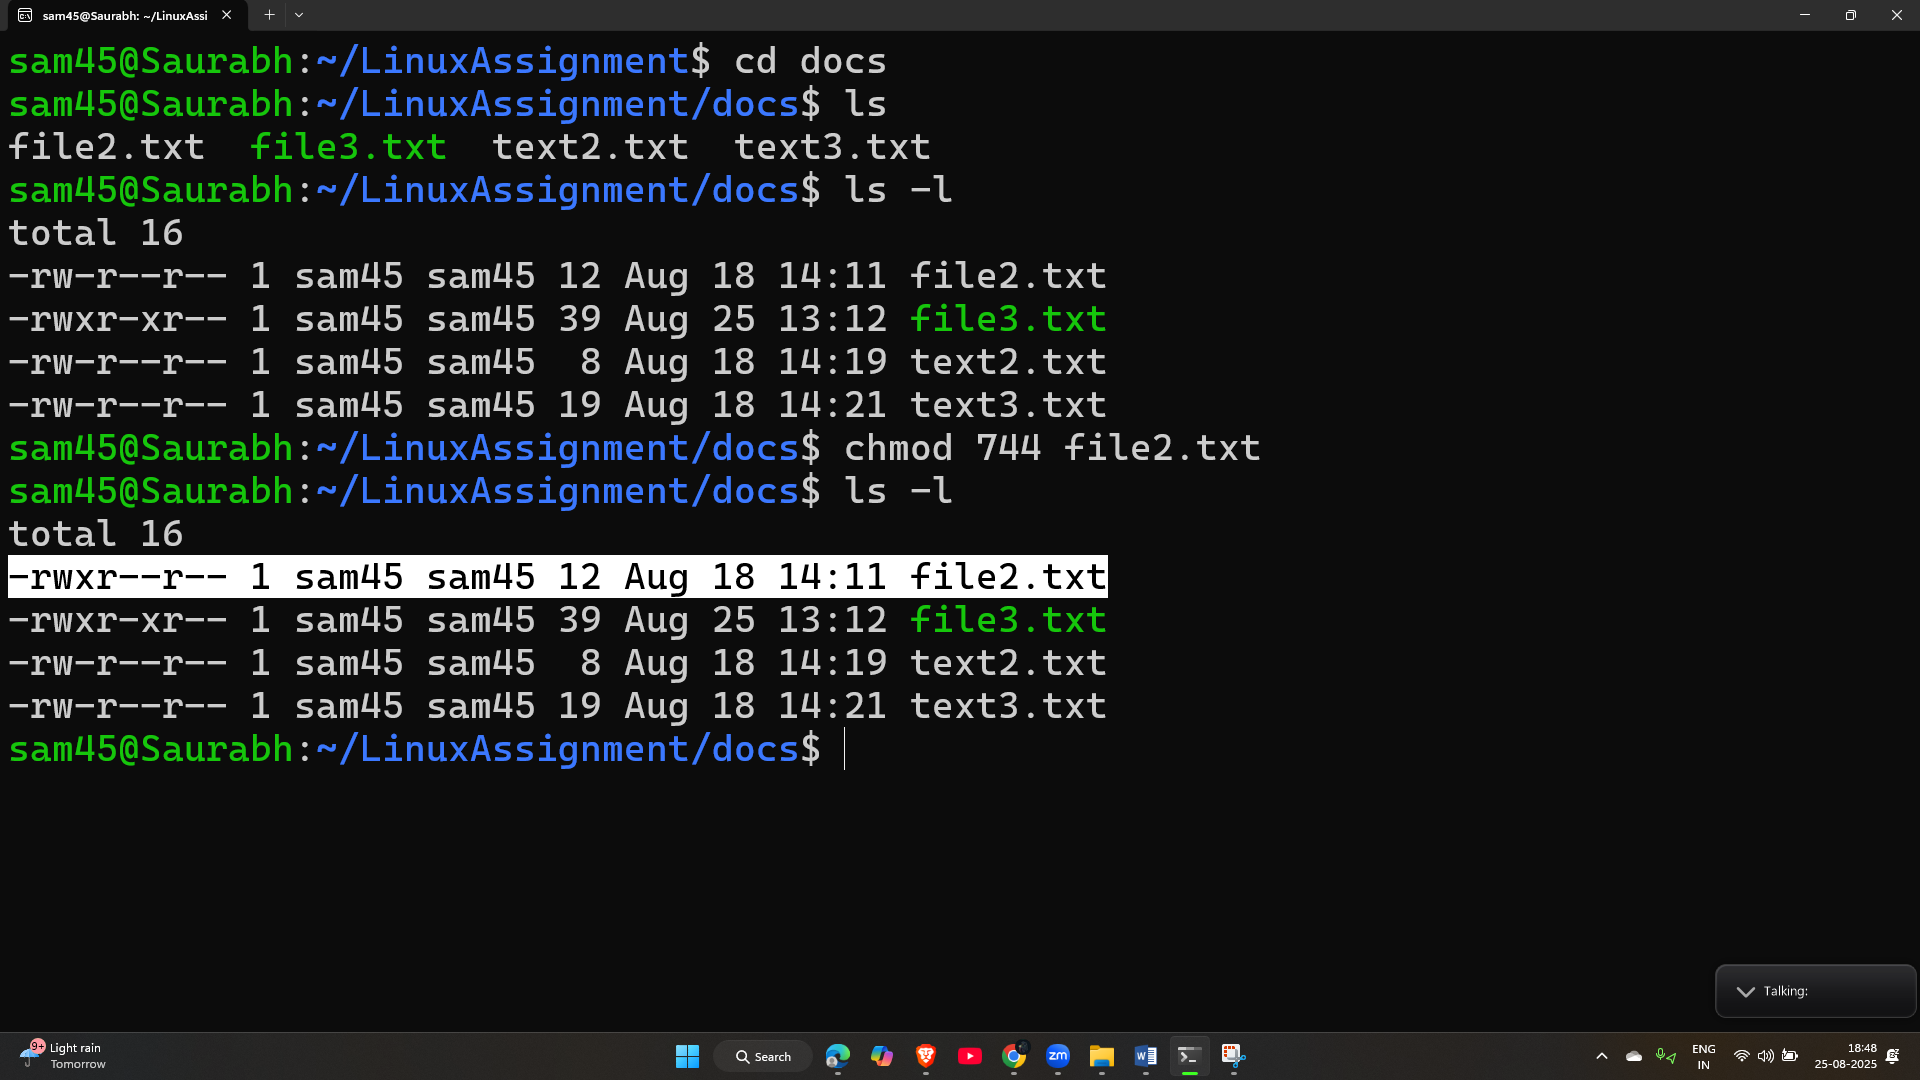 sam45@Saurabh: ~/LinuxAssi
sam45@Saurabh:~/LinuxAssignment$ cd docs
sam45@Saurabh:~/LinuxAssignment/docs$ ls
file2.txt  file3.txt  text2.txt  text3.txt
sam45@Saurabh:~/LinuxAssignment/docs$ ls -l
total 16
-rw-r--r-- 1 sam45 sam45 12 Aug 18 14:11 file2.txt
-rwxr-xr-- 1 sam45 sam45 39 Aug 25 13:12 file3.txt
-rw-r--r-- 1 sam45 sam45  8 Aug 18 14:19 text2.txt
-rw-r--r-- 1 sam45 sam45 19 Aug 18 14:21 text3.txt
sam45@Saurabh:~/LinuxAssignment/docs$ chmod 744 file2.txt
sam45@Saurabh:~/LinuxAssignment/docs$ ls -l
total 16
-rwxr--r-- 1 sam45 sam45 12 Aug 18 14:11 file2.txt
-rwxr-xr-- 1 sam45 sam45 39 Aug 25 13:12 file3.txt
-rw-r--r-- 1 sam45 sam45  8 Aug 18 14:19 text2.txt
-rw-r--r-- 1 sam45 sam45 19 Aug 18 14:21 text3.txt
sam45@Saurabh:~/LinuxAssignment/docs$
Talking:
9+
Light rain
Tomorrow
Search
zm
W
ENG
IN
18:48
25-08-2025